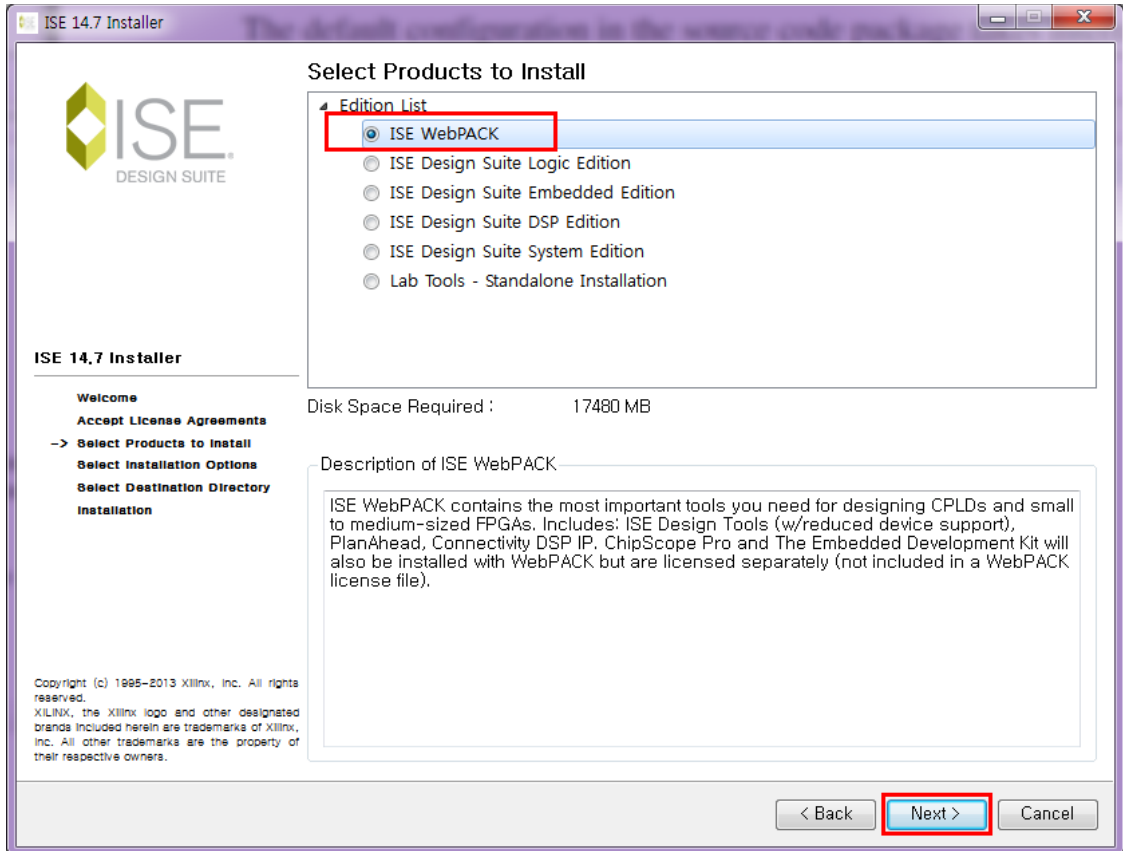 ISE 14.7 Installer
The default configuration in the source code package
ISE.
DESIGN SUITE
Select Products to Install
Edition List
ISE WebPACK
ISE Design Suite Logic Edition
ISE Design Suite Embedded Edition
ISE Design Suite DSP Edition
ISE Design Suite System Edition
Lab Tools - Standalone Installation
ISE 14.7 Installer
Welcome
Accept License Agreements
-> Select Products to Install
Select Installation Options
Select Destination Directory
Installation
Disk Space Required : 17480 MB
Description of ISE WebPACK
ISE WebPACK contains the most important tools you need for designing CPLDs and small
to medium-sized FPGAs. Includes: ISE Design Tools (w/reduced device support),
PlanAhead, Connectivity DSP IP. ChipScope Pro and The Embedded Development Kit will
also be installed with WebPACK but are licensed separately (not included in a WebPACK
license file).
Copyright (c) 1995-2013 Xilinx, Inc. All rights
reserved.
XILINX, the Xilinx logo and other designated
brands included herein are trademarks of Xilinx,
Inc. All other trademarks are the property of
their respective owners.
< Back
Next >
Cancel